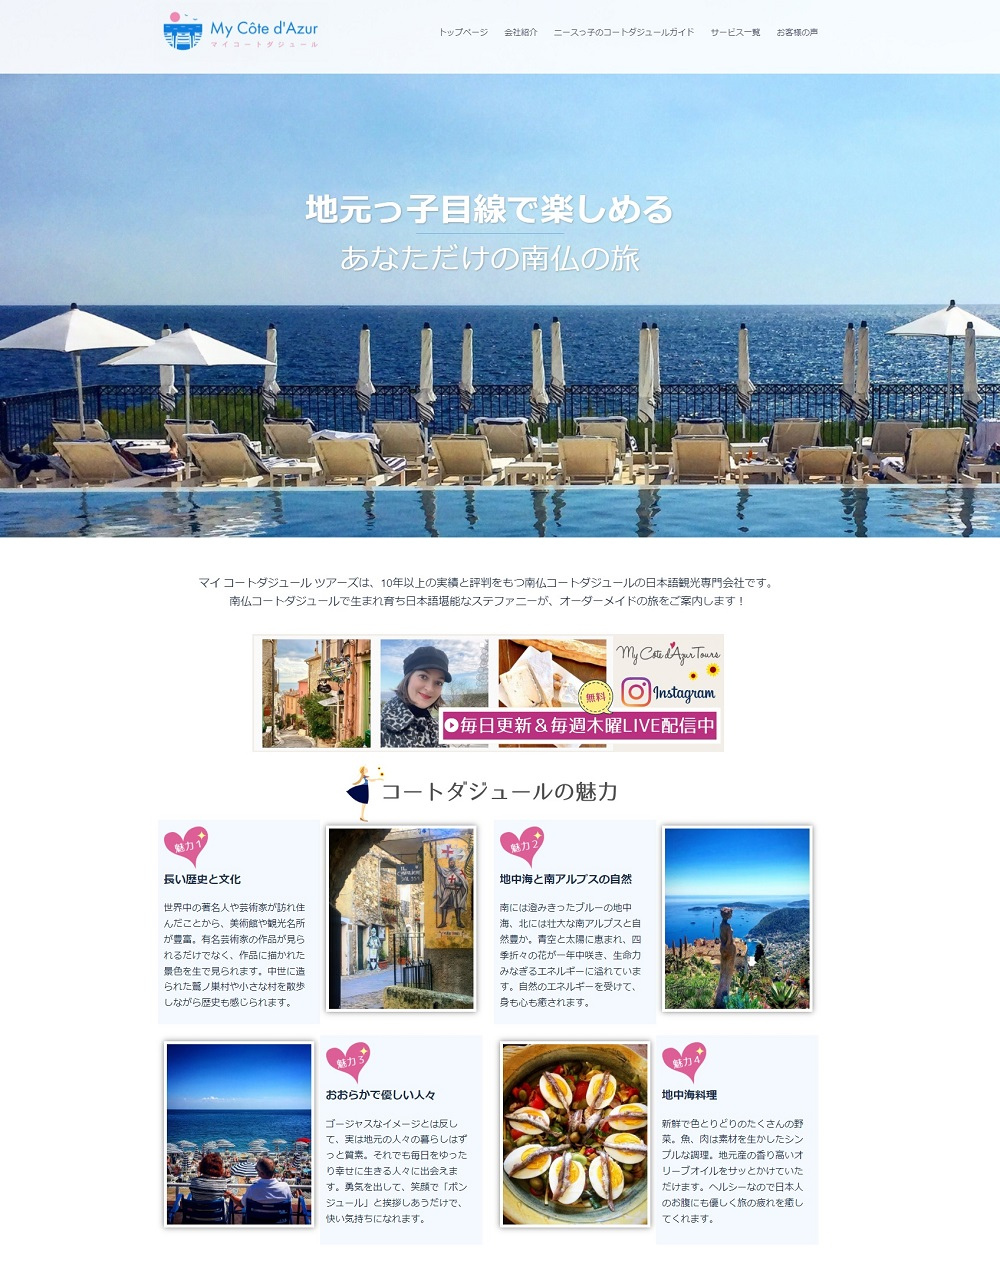 My Côte d'Azur
マイコートダジュール
トップページ 会社紹介 ニースっ子のコートダジュールガイド サービス一覧 お客様の声
地元っ子目線で楽しめる
あなただけの南仏の旅
マイ コートダジュール ツアーズは、10年以上の実績と評判をもつ南仏コートダジュールの日本語観光専門会社です。
南仏コートダジュールで生まれ育ち日本語堪能なステファニーが、オーダーメイドの旅をご案内します！
My Côte d'Azur Tours
Instagram
無料
毎日更新＆毎週木曜LIVE配信中
コートダジュールの魅力
魅力 1
長い歴史と文化
世界中の著名人や芸術家が訪れ住
んだことから、美術館や観光名所
が豊富。有名芸術家の作品が見ら
れるだけでなく、作品に描かれた
景色を生で見られます。中世に造
られた鷲ノ巣村や小さな村を散歩
しながら歴史も感じられます。
魅力 2
地中海と南アルプスの自然
南には澄みきったブルーの地中
海、北には壮大な南アルプスと自
然豊か。青空と太陽に恵まれ、四
季折々の花が一年中咲き、生命力
みなぎるエネルギーに溢れていま
す。自然のエネルギーを受けて、
身も心も癒されます。
魅力 3
おおらかで優しい人々
ゴージャスなイメージとは反し
て、実は地元の人々の暮らしはず
っと質素。それでも毎日をゆった
り幸せに生きる人々に出会えま
す。勇気を出して、笑顔で「ボン
ジュール」と挨拶しあうだけで、
快い気持ちになれます。
魅力 4
地中海料理
新鮮で色とりどりのたくさんの野
菜。魚、肉は素材を生かしたシン
プルな調理。地元産の香り高いオ
リーブオイルをサッとかけていた
だけます。ヘルシーなので日本人
のお腹にも優しく旅の疲れを癒し
てくれます。